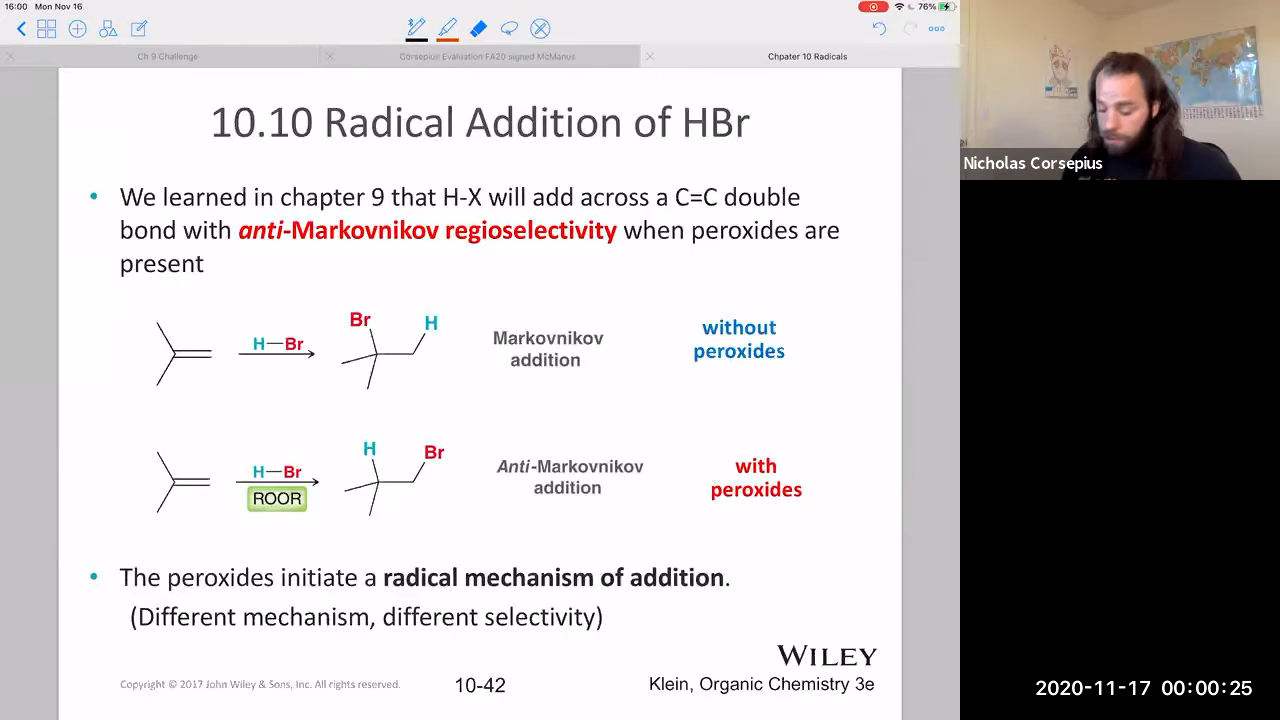 16:00 Mon Nov 16
76%
Ch 9 Challenge
Corsepius Evaluation FA20 signed McManus
Chpater 10 Radicals
10.10 Radical Addition of HBr
• We learned in chapter 9 that H-X will add across a C=C double
bond with anti-Markovnikov regioselectivity when peroxides are
present
H—Br
Br
H
Markovnikov
addition
without
peroxides
H—Br
ROOR
H
Br
Anti-Markovnikov
addition
with
peroxides
• The peroxides initiate a radical mechanism of addition.
(Different mechanism, different selectivity)
WILEY
Copyright © 2017 John Wiley & Sons, Inc. All rights reserved.
10-42
Klein, Organic Chemistry 3e
Nicholas Corsepius
2020-11-17 00:00:25